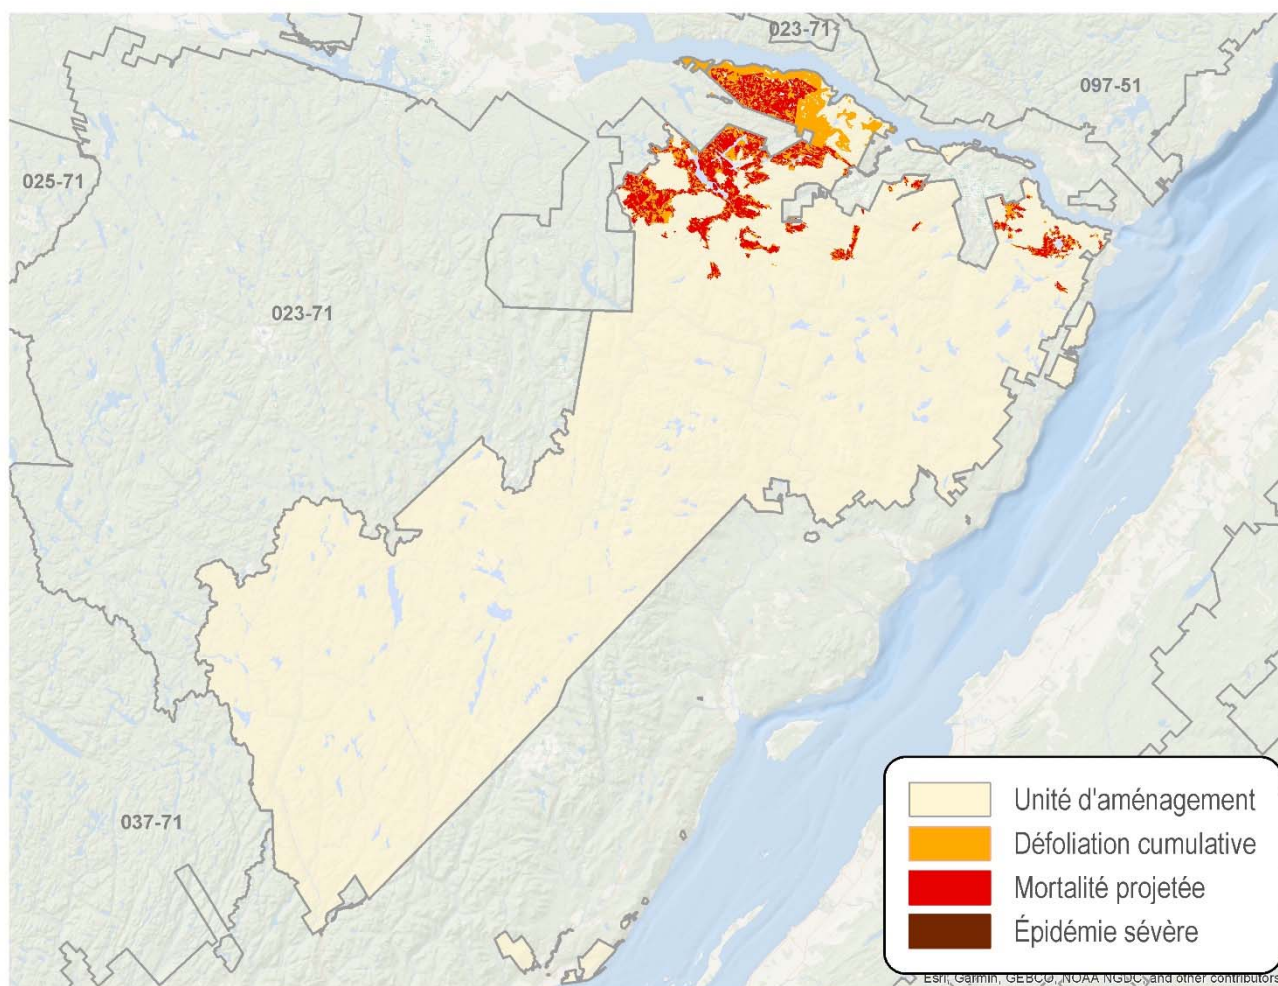 023-71
097-51
025-71
023-71
037-71
Unité d'aménagement
Défoliation cumulative
Mortalité projetée
Épidémie sévère
Esri, Garmin, GEBCO, NOAA NGDC, and other contributors